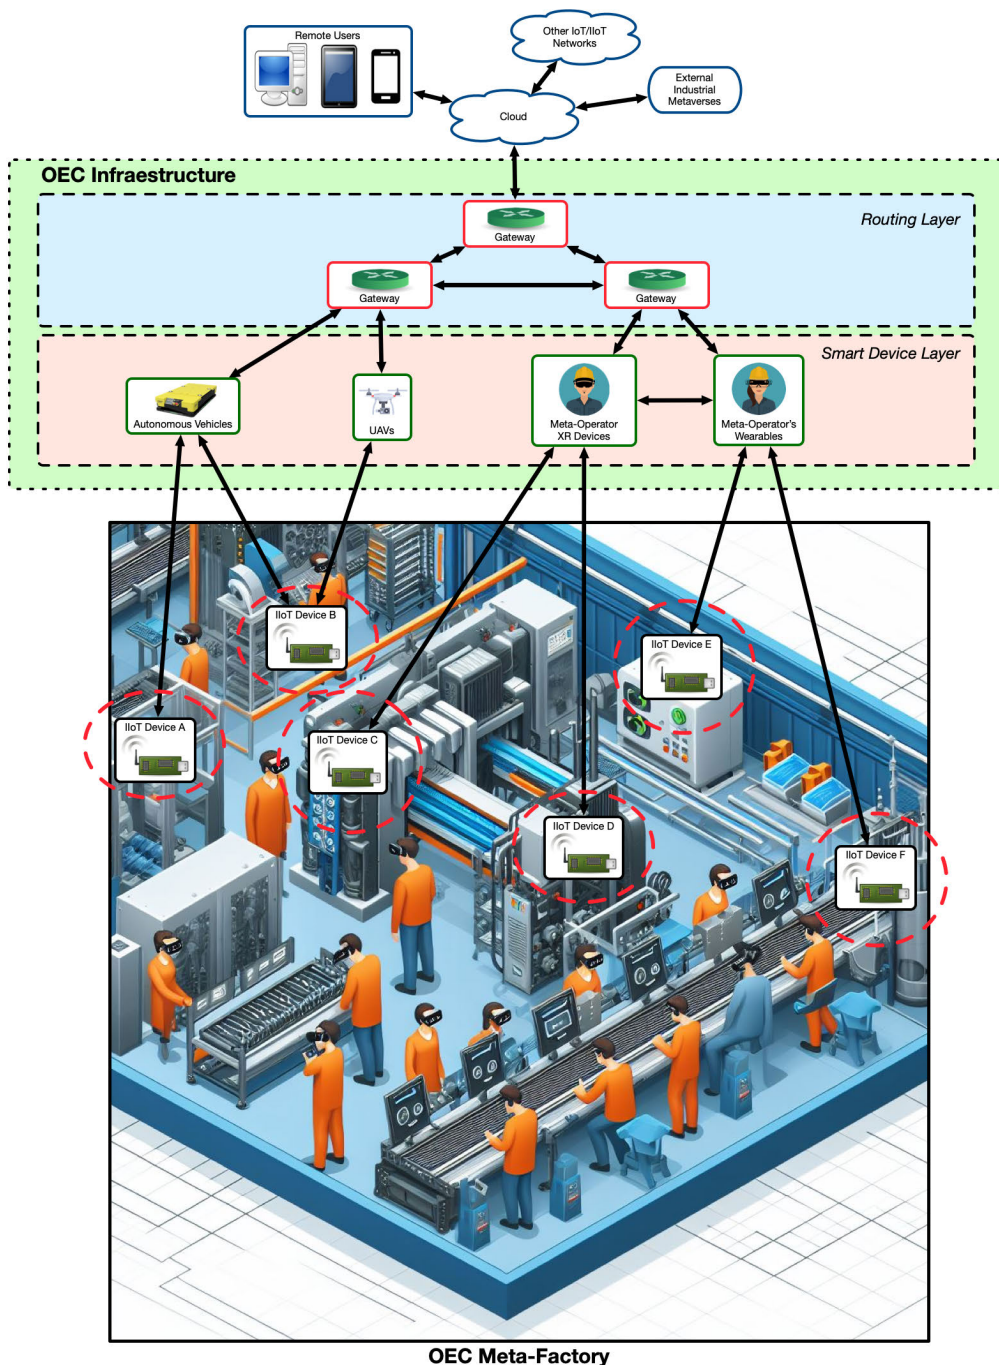 Remote Users
Other IoT/IIoT
Networks
External
Industrial
Metaverses
Cloud
OEC Infraestructure
Routing Layer
Gateway
Gateway
Gateway
Smart Device Layer
Autonomous Vehicles
UAVs
Meta-Operator
XR Devices
Meta-Operator's
Wearables
IIoT Device B
IIoT Device E
IIoT Device A
IIoT Device C
IIoT Device D
IIoT Device F
OEC Meta-Factory